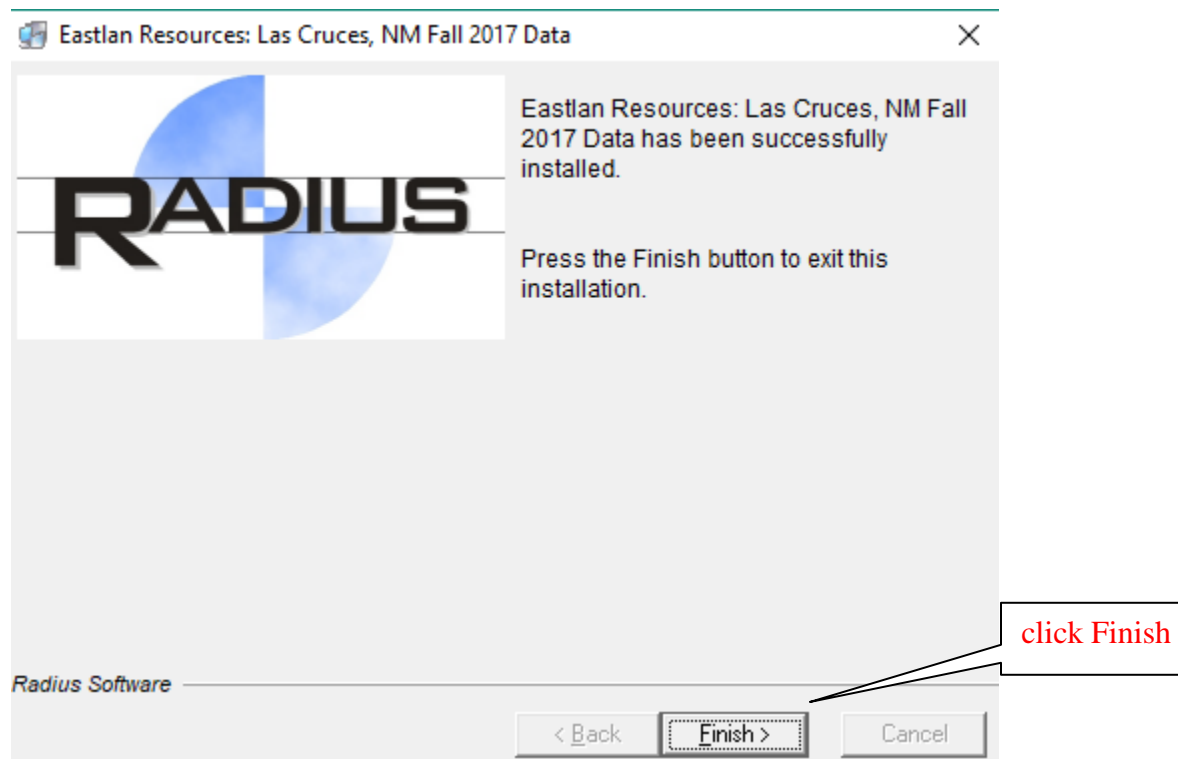 Eastlan Resources: Las Cruces, NM Fall 2017 Data
RADIUS
Eastlan Resources: Las Cruces, NM Fall
2017 Data has been successfully
installed.
Press the Finish button to exit this
installation.
click Finish
Radius Software
< Back
Finish >
Cancel